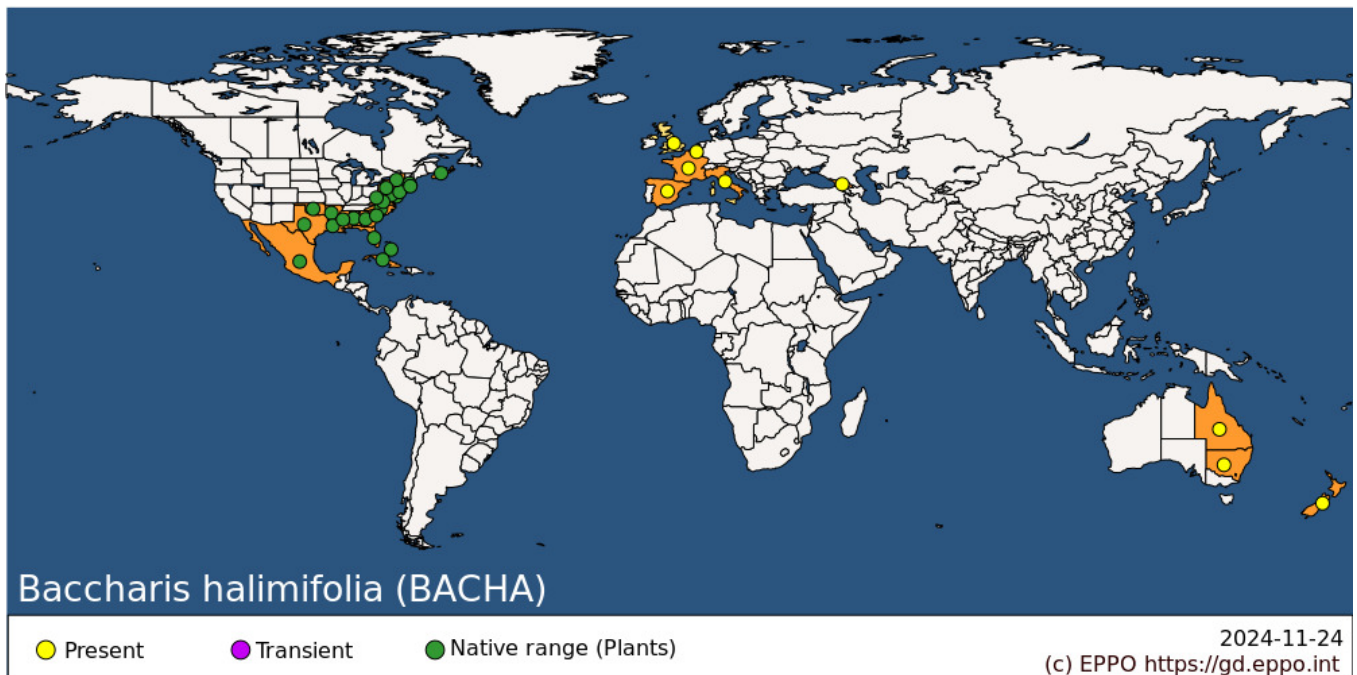 Baccharis halimifolia (BACHA)
Present
Transient
Native range (Plants)
2024-11-24
(c) EPPO https://gd.eppo.int